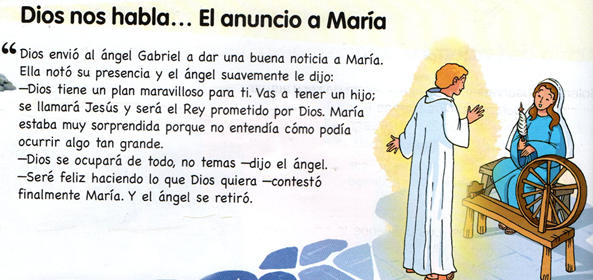 Dios nos habla... El anuncio a María
“ Dios envió al ángel Gabriel a dar una buena noticia a María.
Ella notó su presencia y el ángel suavemente le dijo:
—Dios tiene un plan maravilloso para ti. Vas a tener un hijo;
se llamará Jesús y será el Rey prometido por Dios. María
estaba muy sorprendida porque no entendía cómo podía
ocurrir algo tan grande.
—Dios se ocupará de todo, no temas —dijo el ángel.
—Seré feliz haciendo lo que Dios quiera —contestó
finalmente María. Y el ángel se retiró.